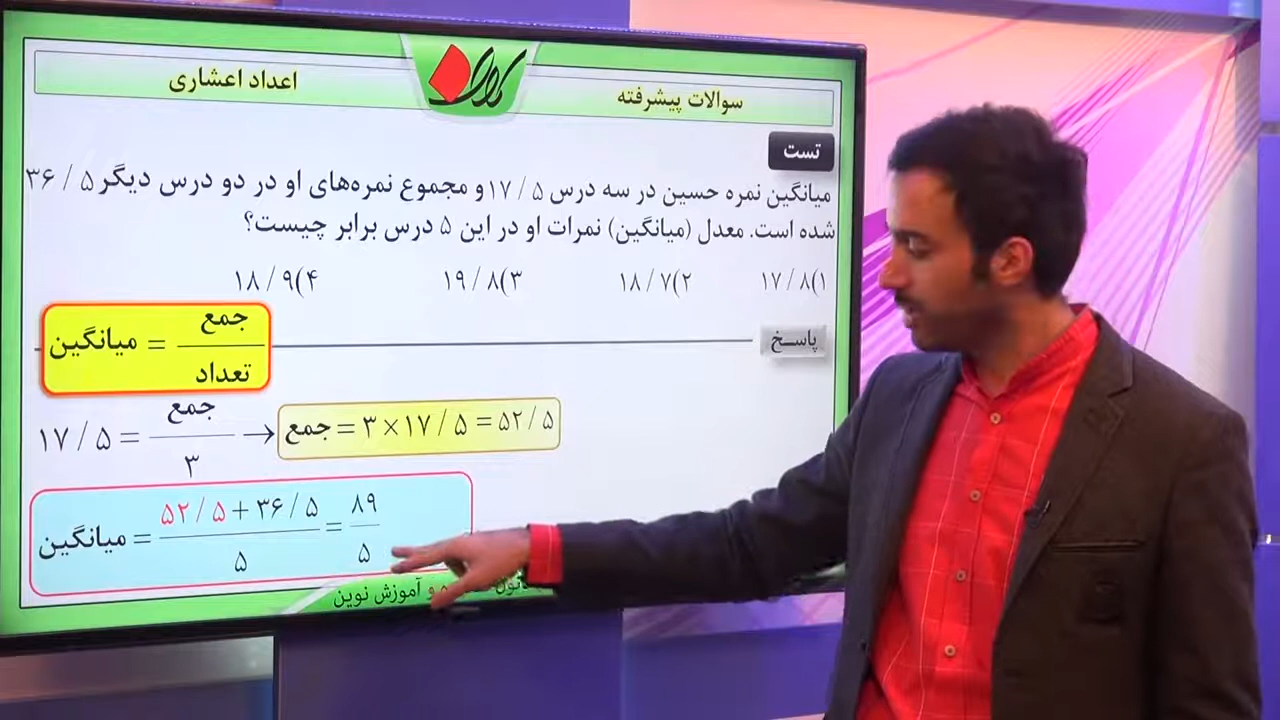 سوالات پیشرفته
اعداد اعشاری
تست
میانگین نمره حسین در سه درس ۱۷/۵ و مجموع نمره‌های او در دو درس دیگر ۳۶/۵
شده است. معدل (میانگین) نمرات او در این ۵ درس برابر چیست؟
۱) ۱۷/۸ ۲) ۱۸/۷ ۳) ۱۹/۸ ۴) ۱۸/۹
پاسخ
میانگین = جمع / تعداد
۱۷/۵ = جمع / ۳ → جمع = ۳ × ۱۷/۵ = ۵۲/۵
میانگین = (۵۲/۵ + ۳۶/۵) / ۵ = ۸۹ / ۵
و آموزش نوین